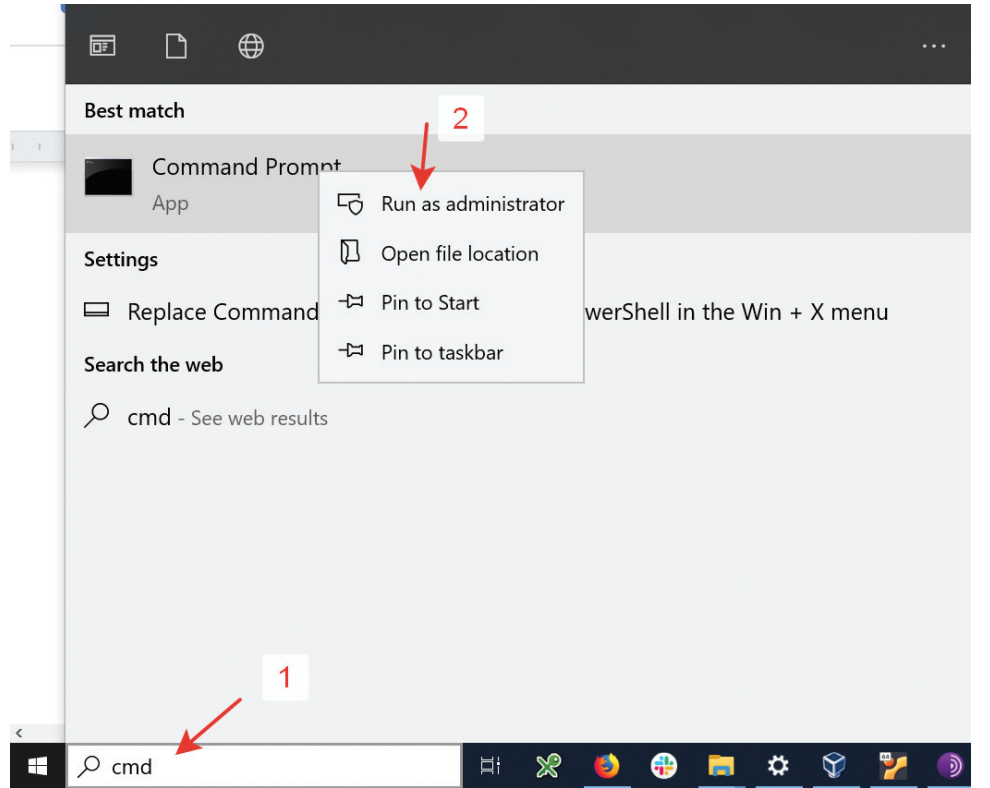 ...
Best match
2
Command Prompt
App
Run as administrator
Settings
Open file location
Pin to Start
Replace Command
werShell in the Win + X menu
Pin to taskbar
Search the web
cmd - See web results
1
cmd